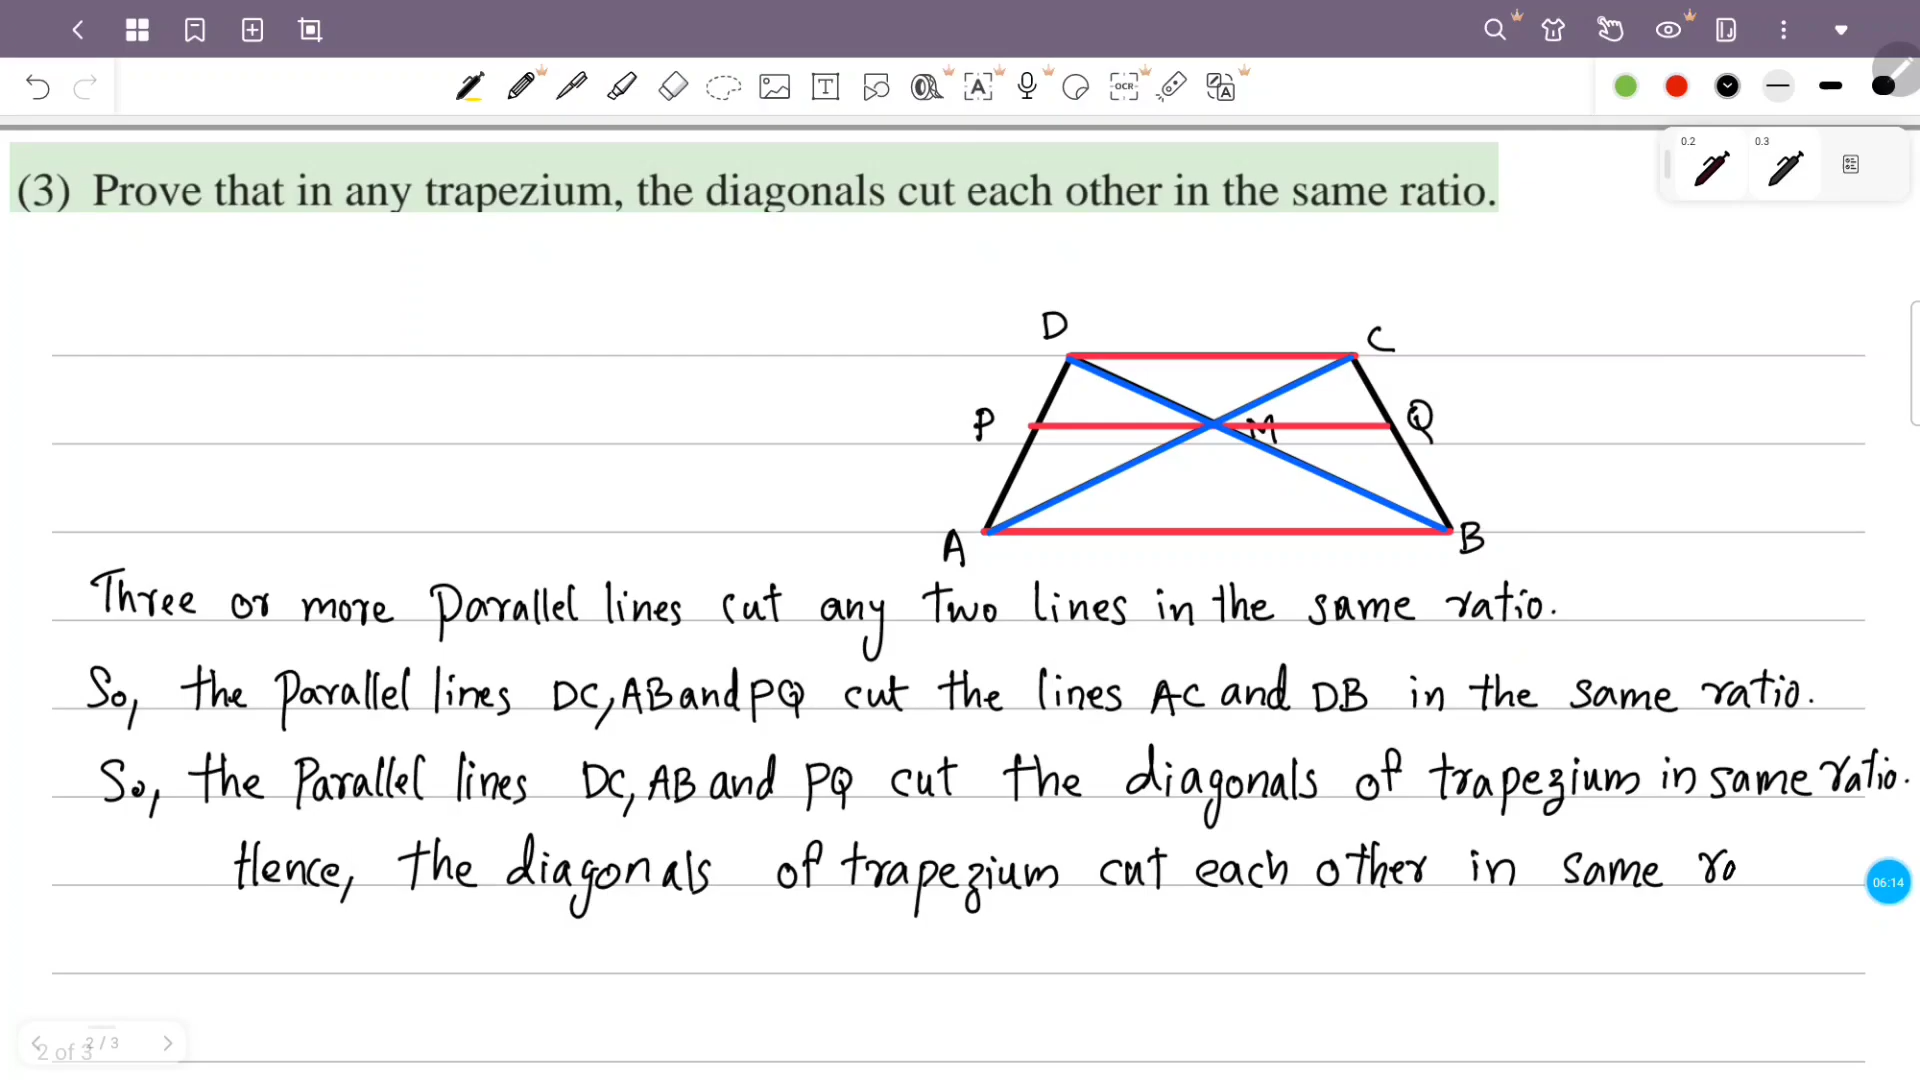 0.2 0.3
OCR
(3) Prove that in any trapezium, the diagonals cut each other in the same ratio.
D
C
P
M
Q
A
B
Three or more Parallel lines cut any two lines in the same ratio.
So, the Parallel lines DC, AB and PQ cut the lines AC and DB in the same ratio.
So, the Parallel lines DC, AB and PQ cut the diagonals of trapezium in same ratio.
Hence, the diagonals of trapezium cut each other in same ra
06:14
2 / 3
2 of 3